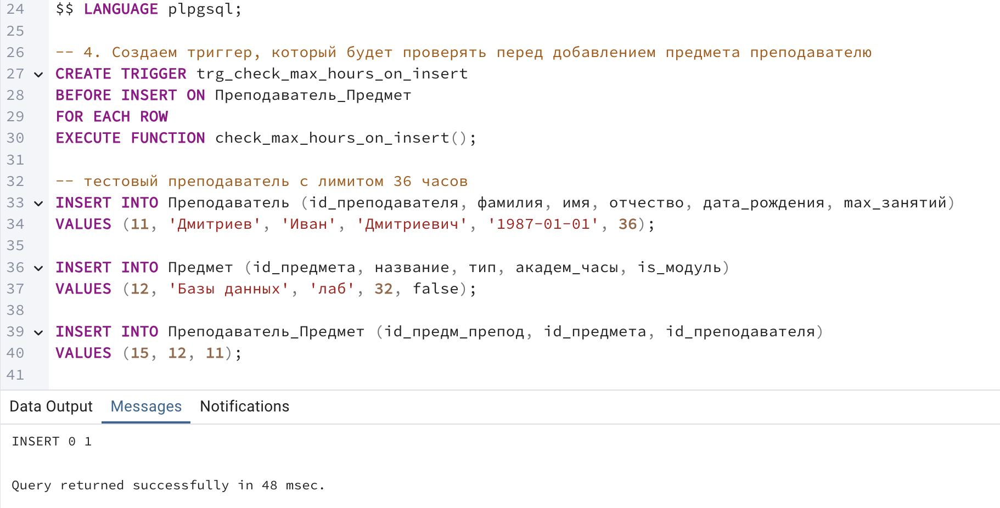 24 $$ LANGUAGE plpgsql;
25
26 -- 4. Создаем триггер, который будет проверять перед добавлением предмета преподавателю
27 CREATE TRIGGER trg_check_max_hours_on_insert
28 BEFORE INSERT ON Преподаватель_Предмет
29 FOR EACH ROW
30 EXECUTE FUNCTION check_max_hours_on_insert();
31
32 -- тестовый преподаватель с лимитом 36 часов
33 INSERT INTO Преподаватель (id_преподавателя, фамилия, имя, отчество, дата_рождения, max_занятий)
34 VALUES (11, 'Дмитриев', 'Иван', 'Дмитриевич', '1987-01-01', 36);
35
36 INSERT INTO Предмет (id_предмета, название, тип, академ_часы, is_модуль)
37 VALUES (12, 'Базы данных', 'лаб', 32, false);
38
39 INSERT INTO Преподаватель_Предмет (id_предм_препод, id_предмета, id_преподавателя)
40 VALUES (15, 12, 11);
41
Data Output Messages Notifications
INSERT 0 1
Query returned successfully in 48 msec.